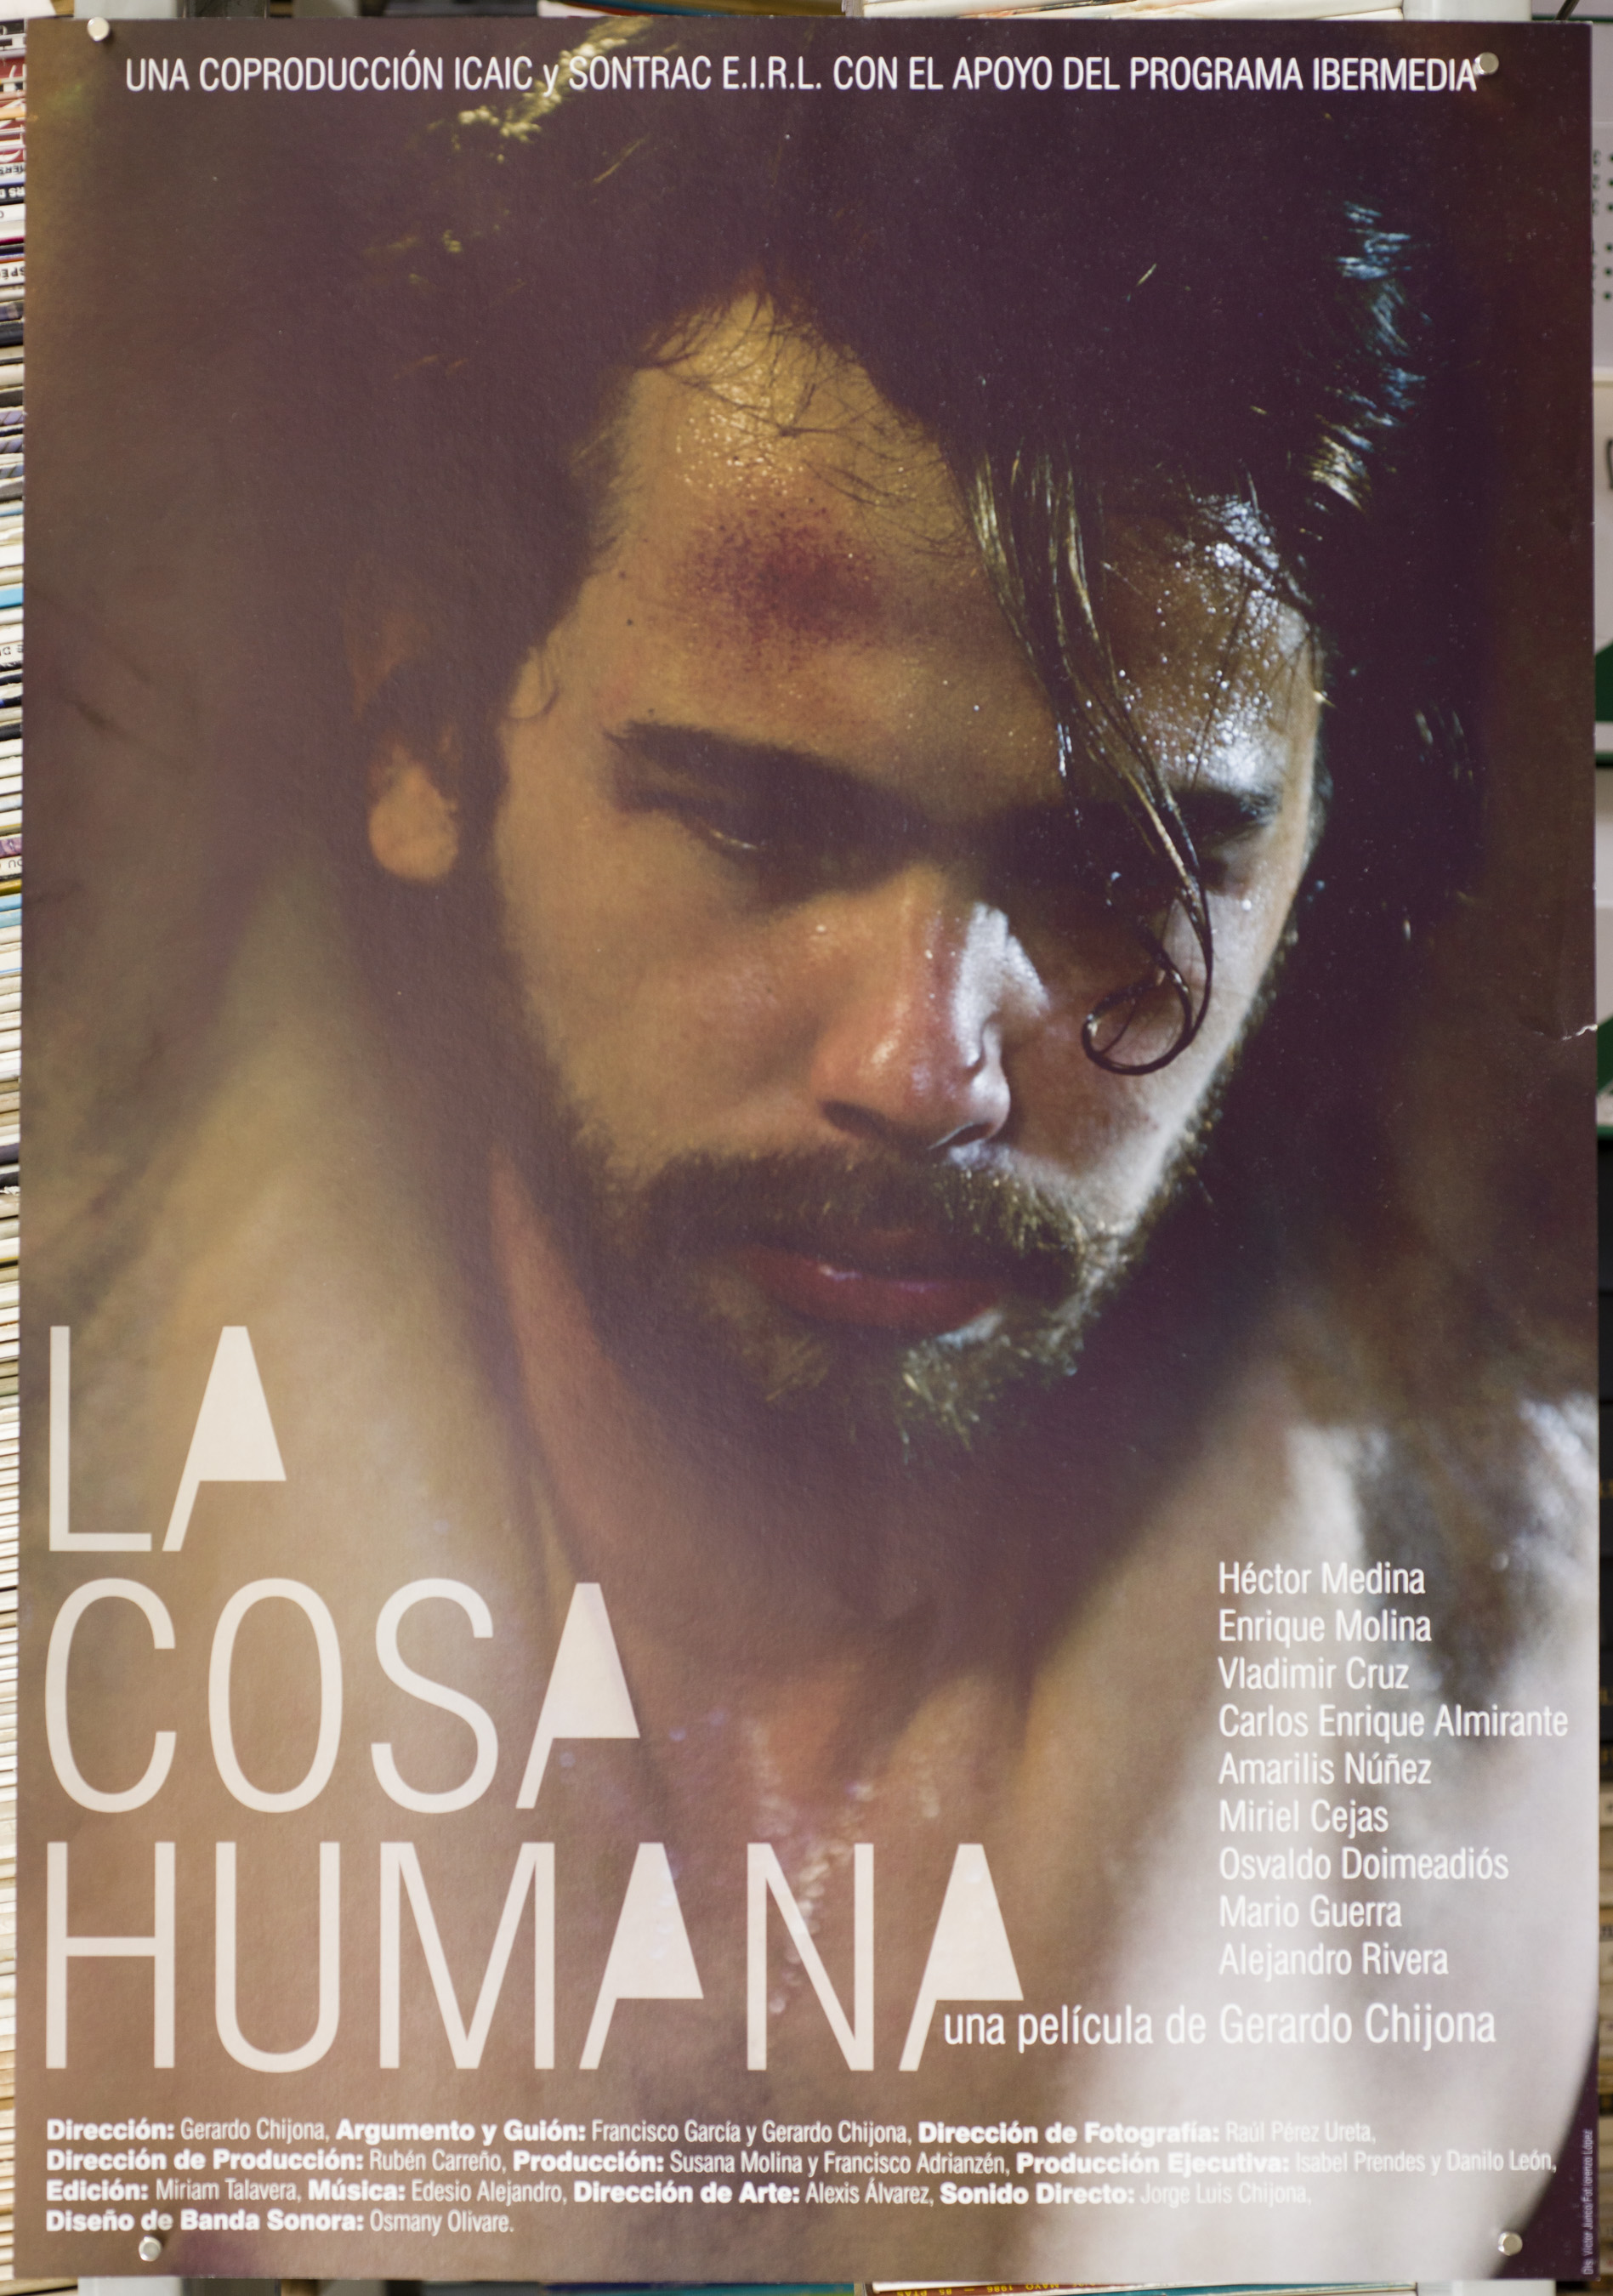 UNA COPRODUCCIÓN ICAIC y SONTRAC E.I.R.L. CON EL APOYO DEL PROGRAMA IBERMEDIA
LA
COSA
HUMANA
Héctor Medina
Enrique Molina
Vladimir Cruz
Carlos Enrique Almirante
Amarilis Núñez
Miriel Cejas
Osvaldo Doimeadiós
Mario Guerra
Alejandro Rivera
una película de Gerardo Chijona
Dirección: Gerardo Chijona, Argumento y Guión: Francisco García y Gerardo Chijona, Dirección de Fotografía: Raúl Pérez Ureta,
Dirección de Producción: Rubén Carreño, Producción: Susana Molina y Francisco Adrianzén, Producción Ejecutiva: Isabel Prendes y Danilo León,
Edición: Miriam Talavera, Música: Edesio Alejandro, Dirección de Arte: Alexis Álvarez, Sonido Directo: Jorge Luis Chijona,
Diseño de Banda Sonora: Osmany Olivare.